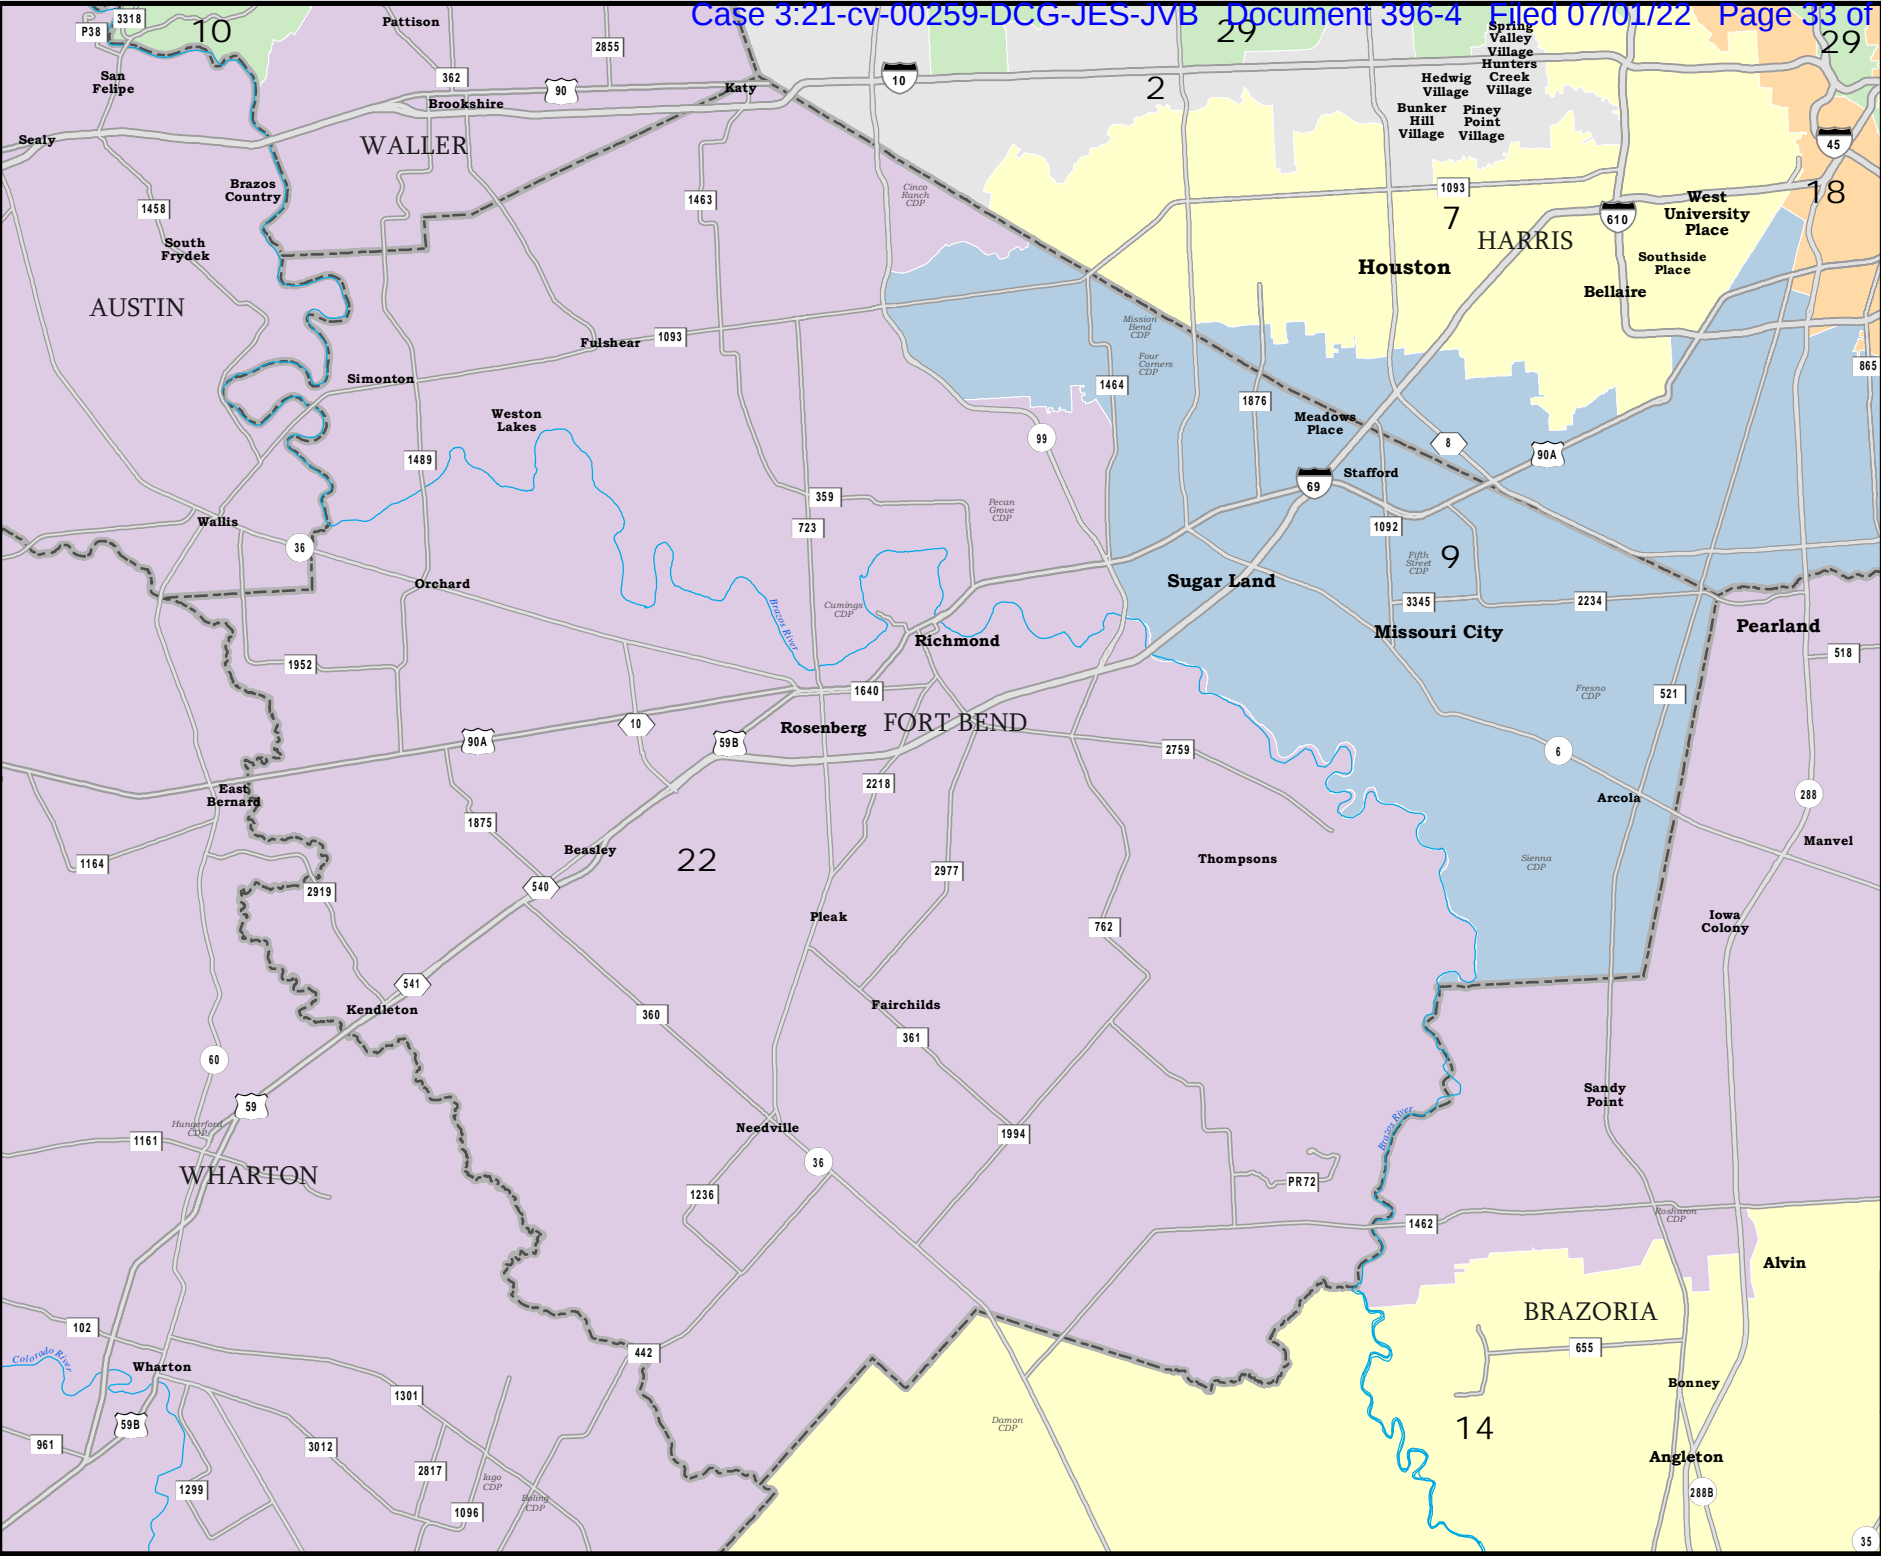 Case 3:21-cv-00259-DCG-JES-JVB Document 396-4 Filed 07/01/22 Page 33 of
3318
P38
10
Pattison
2855
29
Spring
Valley
Village
Hunters
Creek
Village
29
San
Felipe
362
90
Brookshire
Katy
10
2
Hedwig
Village
Bunker
Hill
Village
Piney
Point
Village
45
Sealy
WALLER
Brazos
Country
1458
1463
Cinco
Ranch
CDP
1093
7
610
West
University
Place
18
South
Frydek
HARRIS
Houston
Southside
Place
Bellaire
AUSTIN
Fulshear
1093
Mission
Bend
CDP
Four
Corners
CDP
865
Simonton
1464
1876
Weston
Lakes
Meadows
Place
99
8
90A
1489
Stafford
69
359
Pecan
Grove
CDP
Wallis
723
1092
36
Fifth
Street
CDP
9
Orchard
Sugar Land
Brazos River
Cumings
CDP
3345
2234
Richmond
Missouri City
Pearland
518
1952
1640
Fresno
CDP
521
10
Rosenberg
FORT BEND
90A
59B
2759
6
2218
East
Bernard
Arcola
288
1875
Manvel
Beasley
22
Thompsons
Sienna
CDP
1164
2977
540
2919
Pleak
762
Iowa
Colony
541
Kendleton
Fairchilds
360
361
60
59
Sandy
Point
Hungerford
CDP
Brazos River
1161
Needville
1994
WHARTON
36
1236
PR72
1462
Rosharon
CDP
Alvin
BRAZORIA
102
Colorado River
Wharton
442
655
1301
Bonney
59B
Damon
CDP
14
961
3012
Angleton
2817
Iago
CDP
1299
288B
Boling
CDP
1096
35